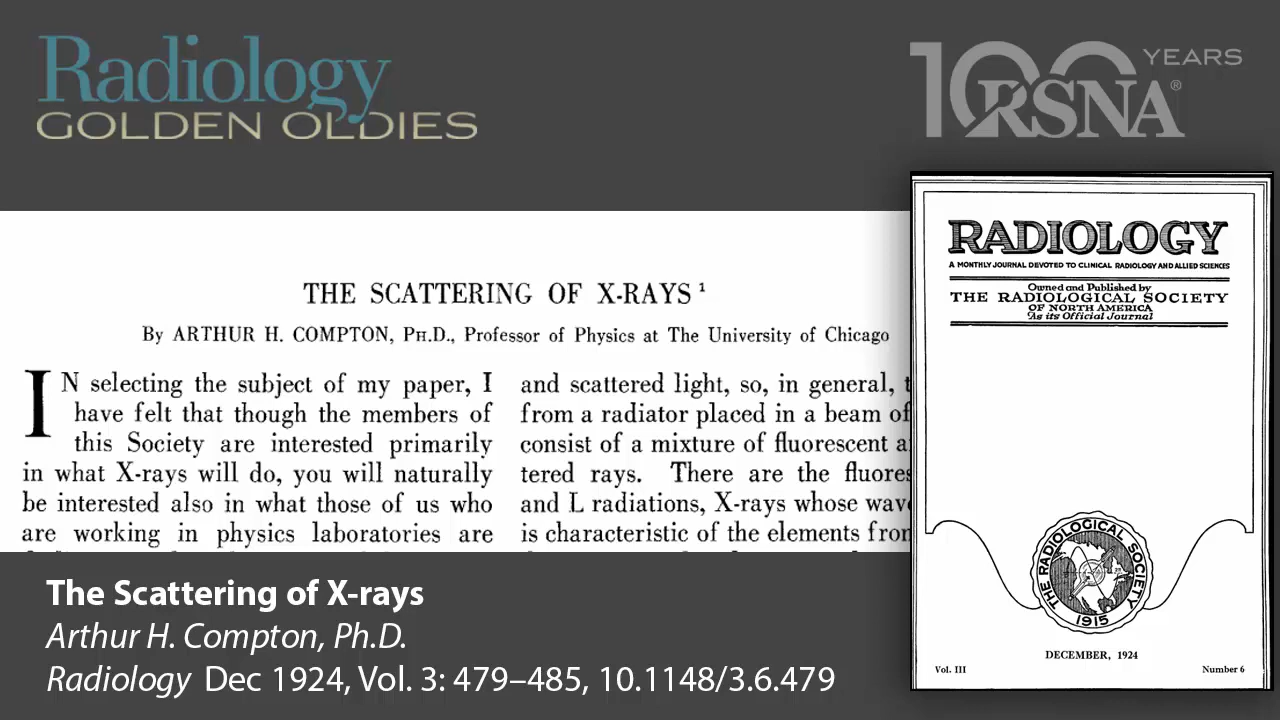 Radiology
GOLDEN OLDIES
100 YEARS
RSNA®
THE SCATTERING OF X-RAYS ¹
By ARTHUR H. COMPTON, PH.D., Professor of Physics at The University of Chicago
IN selecting the subject of my paper, I
have felt that though the members of
this Society are interested primarily
in what X-rays will do, you will naturally
be interested also in what those of us who
are working in physics laboratories are
and scattered light, so, in general,
from a radiator placed in a beam of
consist of a mixture of fluorescent
tered rays. There are the
and L radiations, X-rays whose
is characteristic of the elements from
RADIOLOGY
A MONTHLY JOURNAL DEVOTED TO CLINICAL RADIOLOGY AND ALLIED SCIENCES
Owned and Published by
THE RADIOLOGICAL SOCIETY
OF NORTH AMERICA
As its Official Journal
THE RADIOLOGICAL SOCIETY
1915
DECEMBER, 1924
Vol. III
Number 6
The Scattering of X-rays
Arthur H. Compton, Ph.D.
Radiology Dec 1924, Vol. 3: 479–485, 10.1148/3.6.479